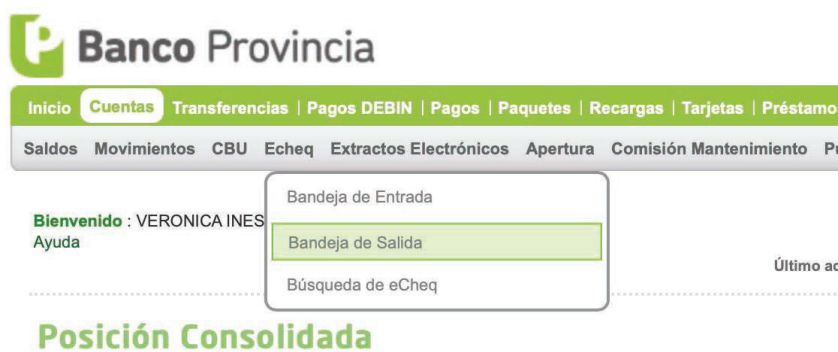 Banco Provincia
Inicio Cuentas Transferencias | Pagos DEBIN | Pagos | Paquetes | Recargas | Tarjetas | Préstamo
Saldos Movimientos CBU Echeq Extractos Electrónicos Apertura Comisión Mantenimiento
Bandeja de Entrada
Bienvenido : VERONICA INES
Ayuda
Bandeja de Salida
Último
Búsqueda de eCheq
Posición Consolidada